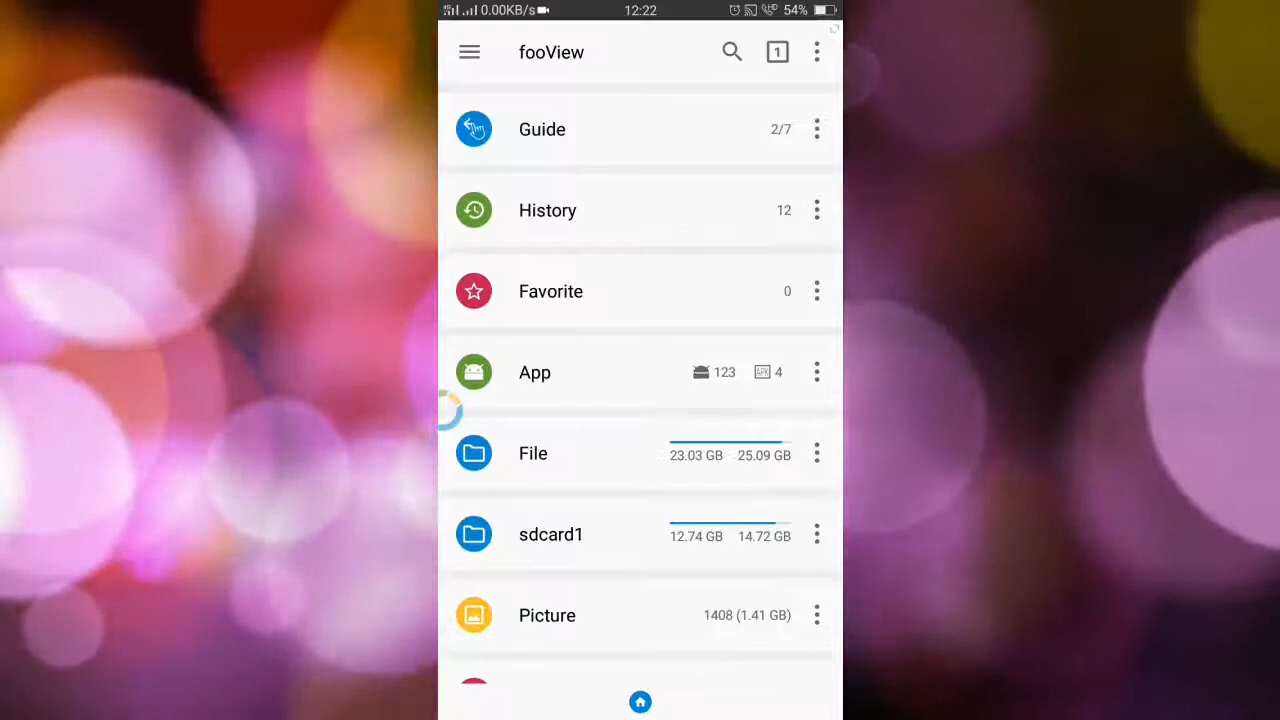 0.00KB/s 12:22 54%
fooView 1
Guide 2/7
History 12
Favorite 0
App 123 APK 4
File 23.03 GB 25.09 GB
sdcard1 12.74 GB 14.72 GB
Picture 1408 (1.41 GB)